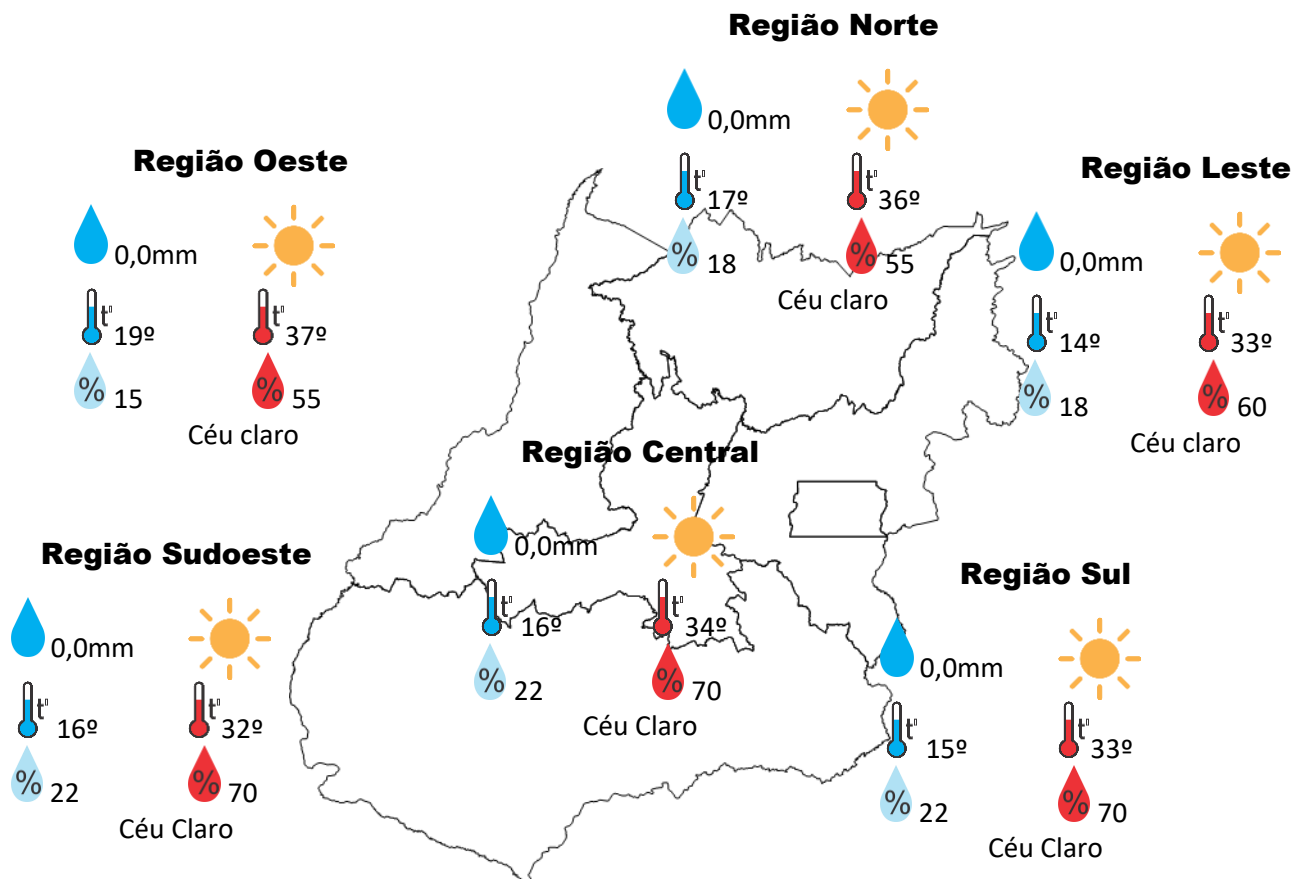 Região Norte
0,0mm
t°
17º
t°
36º
% 18
% 55
Céu claro
Região Oeste
0,0mm
t°
19º
t°
37º
% 15
% 55
Céu claro
Região Leste
0,0mm
t°
14º
t°
33º
% 18
% 60
Céu claro
Região Central
0,0mm
t°
16º
t°
34º
% 22
% 70
Céu Claro
Região Sudoeste
0,0mm
t°
16º
t°
32º
% 22
% 70
Céu Claro
Região Sul
0,0mm
t°
15º
t°
33º
% 22
% 70
Céu Claro